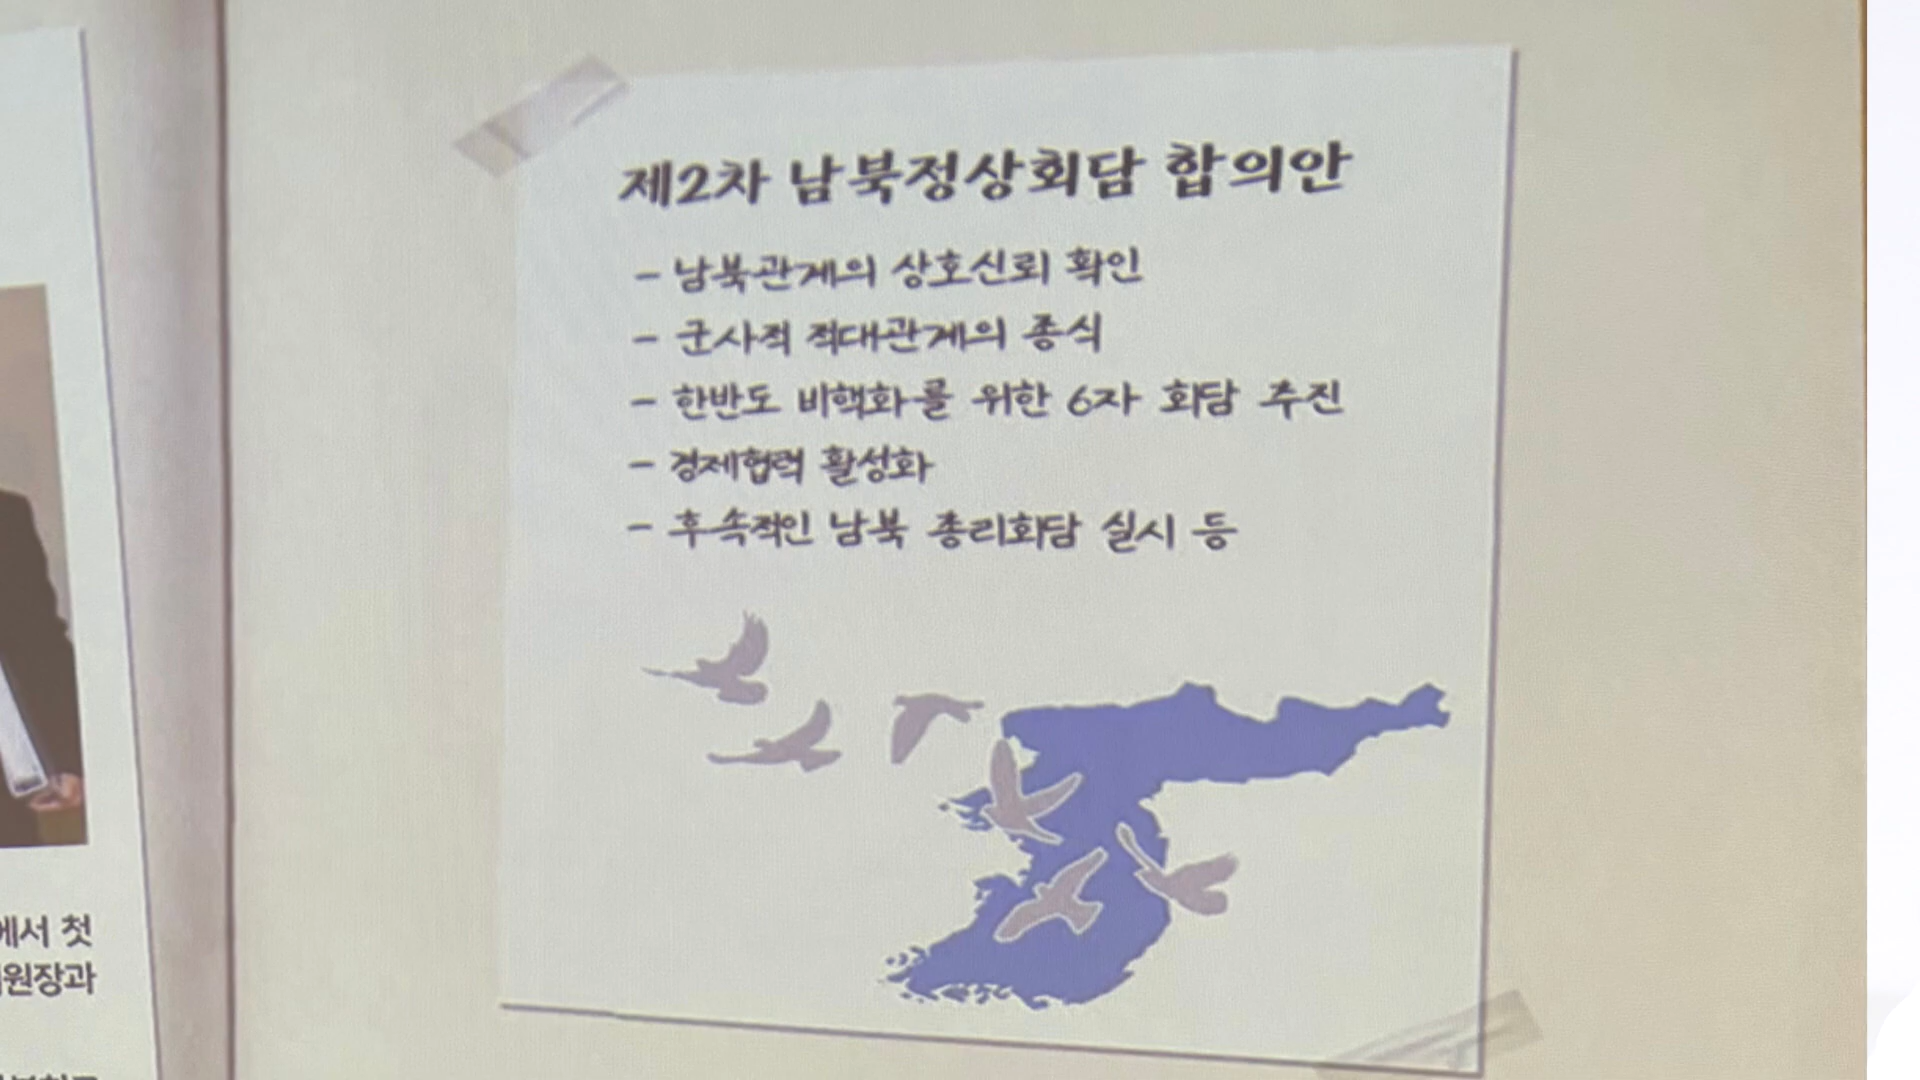 제2차 남북정상회담 합의안
- 남북관계의 상호신뢰 확인
- 군사적 적대관계의 종식
- 한반도 비핵화를 위한 6자 회담 추진
- 경제협력 활성화
- 후속적인 남북 총리회담 실시 등
에서 첫
원장과